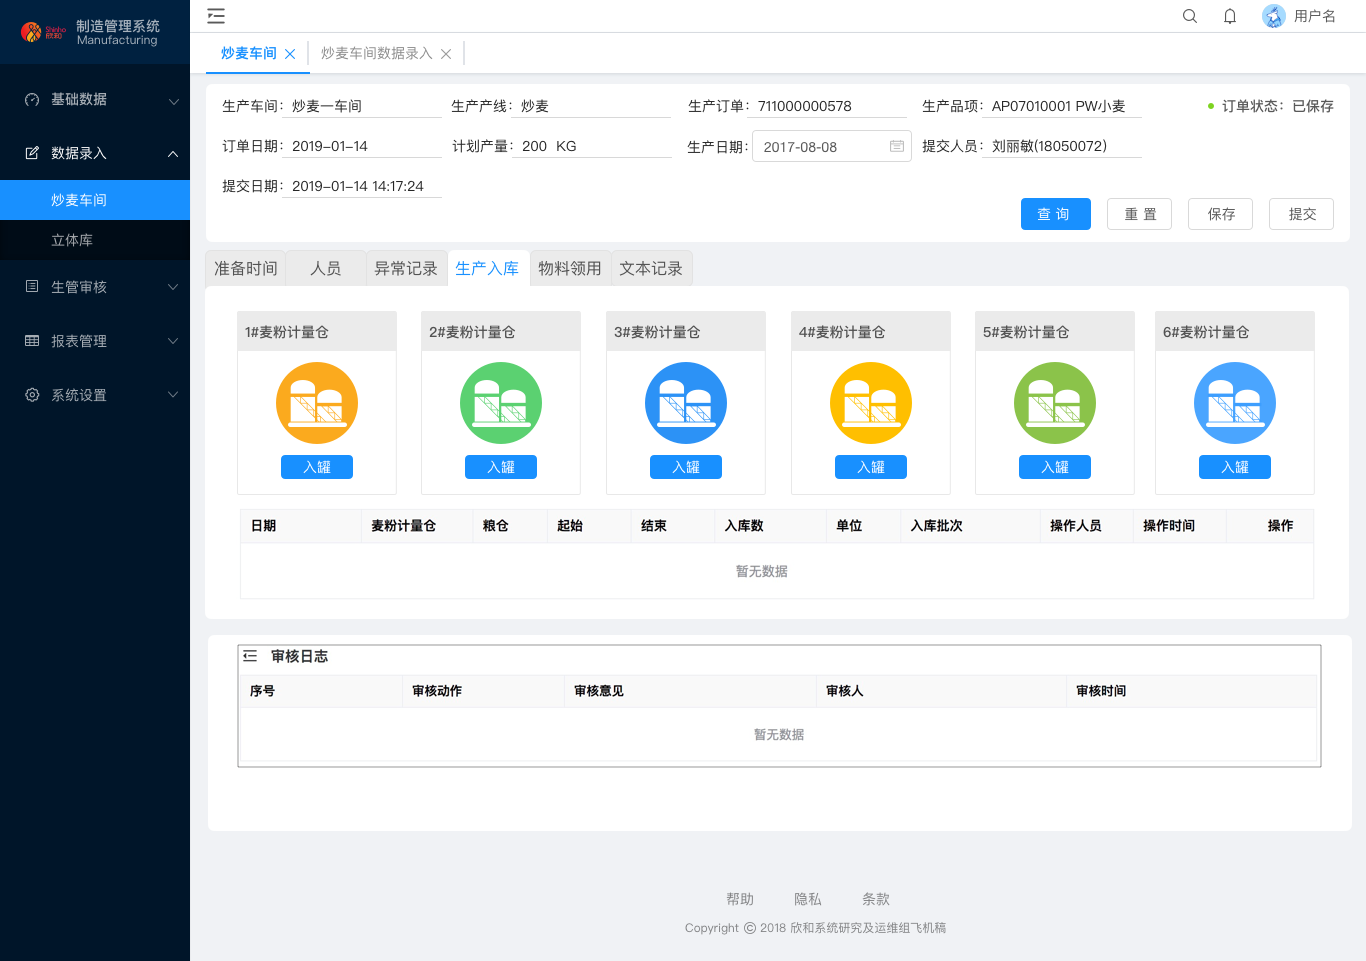 Shinho
欣和
制造管理系统
Manufacturing
用户名
炒麦车间
炒麦车间数据录入
基础数据
数据录入
炒麦车间
立体库
生管审核
报表管理
系统设置
生产车间: 炒麦一车间 生产产线: 炒麦 生产订单: 711000000578 生产品项: AP07010001 PW小麦 订单状态: 已保存
订单日期: 2019-01-14 计划产量: 200 KG 生产日期: 2017-08-08 提交人员: 刘丽敏(18050072)
提交日期: 2019-01-14 14:17:24
查 询 重 置 保存 提交
准备时间 人员 异常记录 生产入库 物料领用 文本记录
1#麦粉计量仓 2#麦粉计量仓 3#麦粉计量仓 4#麦粉计量仓 5#麦粉计量仓 6#麦粉计量仓
入罐 入罐 入罐 入罐 入罐 入罐
日期 麦粉计量仓 粮仓 起始 结束 入库数 单位 入库批次 操作人员 操作时间 操作
暂无数据
审核日志
序号 审核动作 审核意见 审核人 审核时间
暂无数据
帮助 隐私 条款
Copyright © 2018 欣和系统研究及运维组飞机稿